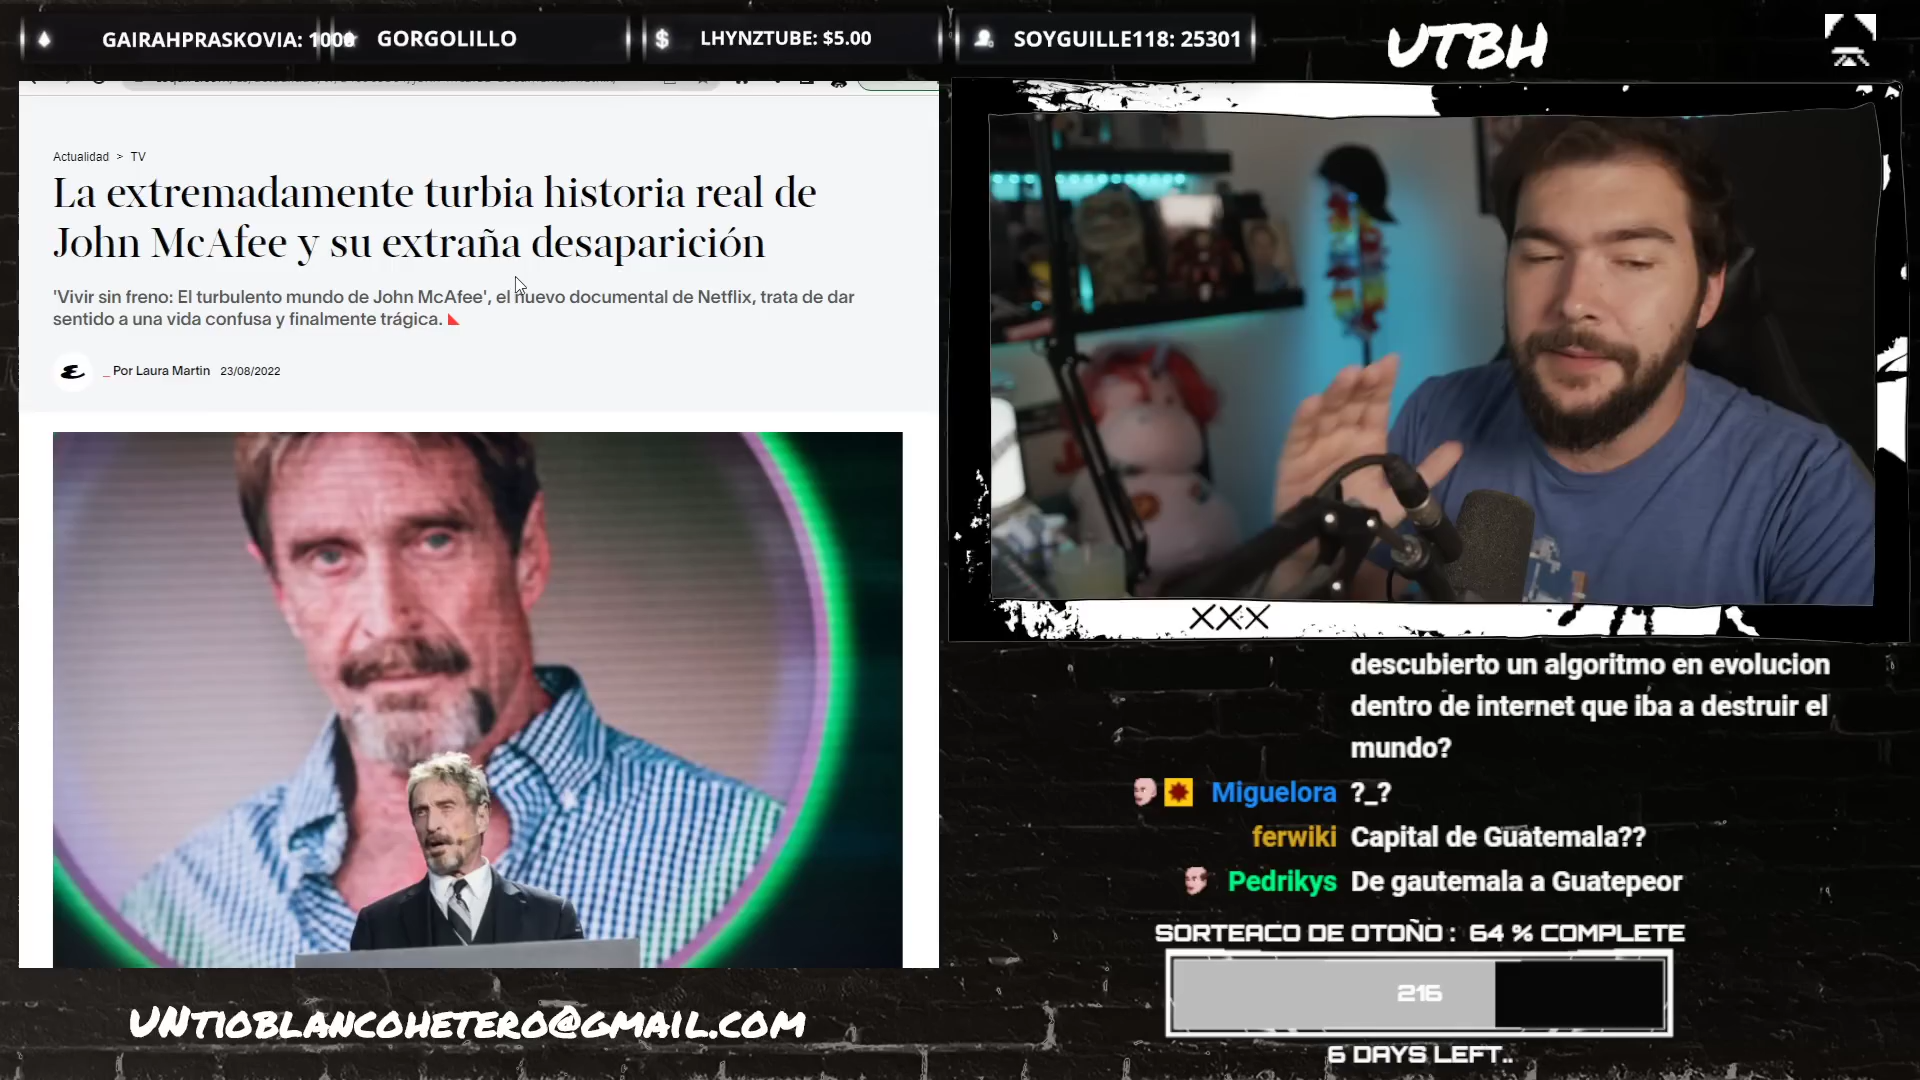 GAIRAHPRASKOVIA: 1000
GORGOLILLO
LHYNZTUBE: $5.00
SOYGUILLE118: 25301
UTBH
Actualidad > TV
La extremadamente turbia historia real de
John McAfee y su extraña desaparición
'Vivir sin freno: El turbulento mundo de John McAfee', el nuevo documental de Netflix, trata de dar
sentido a una vida confusa y finalmente trágica.
_ Por Laura Martin 23/08/2022
XXX
descubierto un algoritmo en evolucion
dentro de internet que iba a destruir el
mundo?
Miguelora ?_?
ferwiki Capital de Guatemala??
Pedrikys De gautemala a Guatepeor
SORTEACO DE OTOÑO : 64 % COMPLETE
216
6 DAYS LEFT..
UNTIOBLANCOHETERO@GMAIL.COM